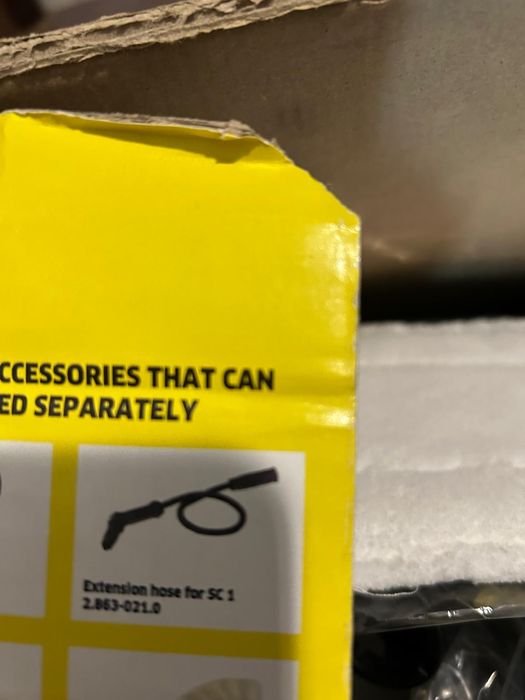 CCESSORIES THAT CAN
ED SEPARATELY
Extension hose for SC 1
2.863-021.0